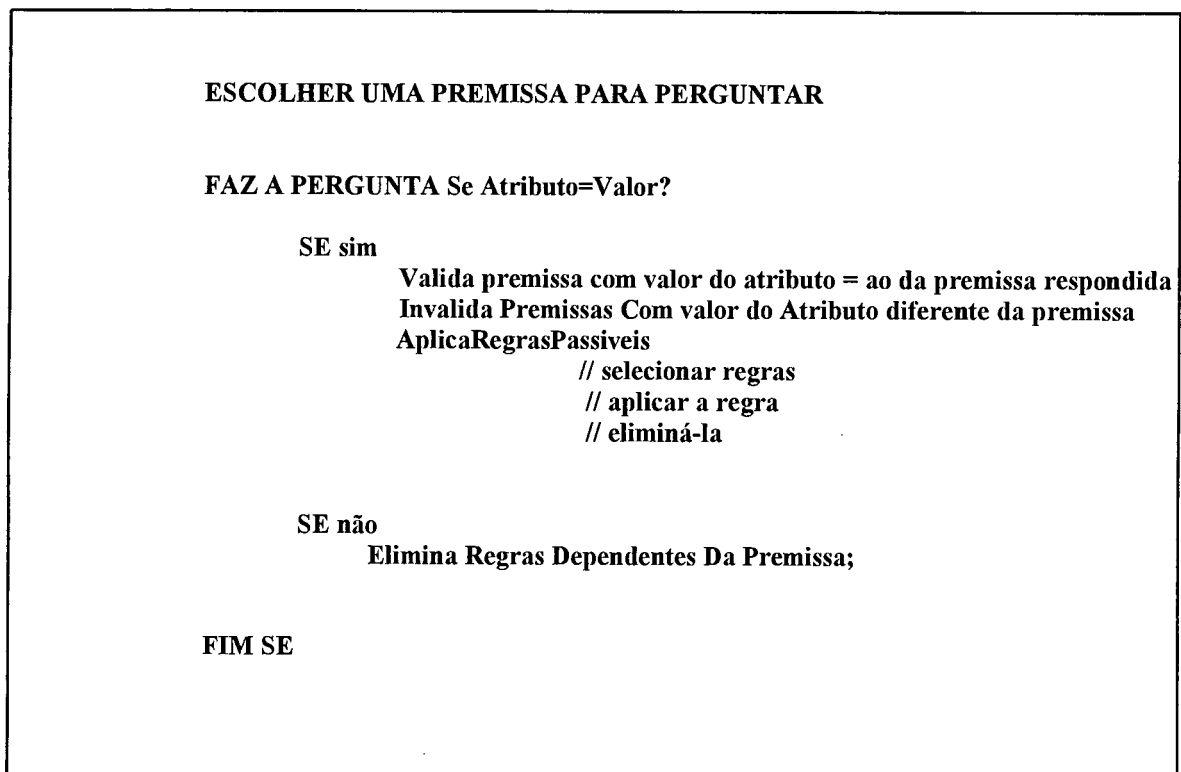 ESCOLHER UMA PREMISSA PARA PERGUNTAR
FAZ A PERGUNTA Se Atributo=Valor?
SE sim
Valida premissa com valor do atributo = ao da premissa respondida
Invalida Premissas Com valor do Atributo diferente da premissa
AplicaRegrasPassiveis
// selecionar regras
// aplicar a regra
// eliminá-la
SE não
Elimina Regras Dependentes Da Premissa;
FIM SE